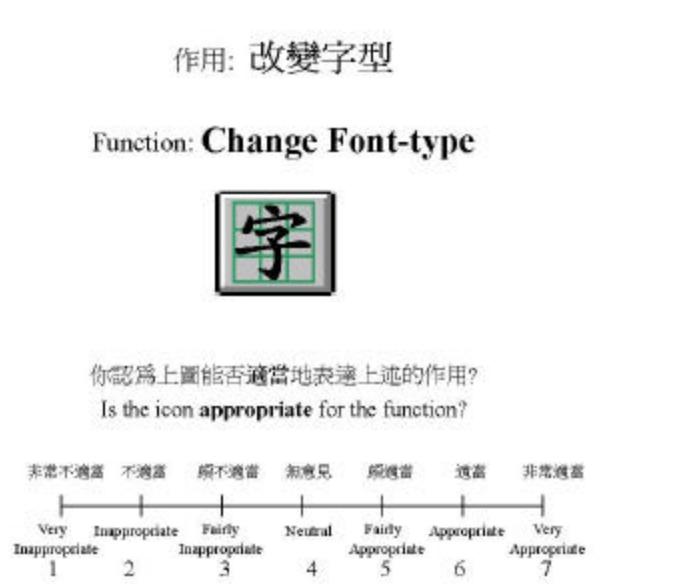 作用: 改變字型
Function: Change Font-type
字
你認爲上圖能否適當地表達上述的作用?
Is the icon appropriate for the function?
非常不適當 不適當 頗不適當 無意見 頗適當 適當 非常適當
Very Inappropriate Fairly Neutral Fairly Appropriate Very
Inappropriate Inappropriate Appropriate Appropriate
1 2 3 4 5 6 7